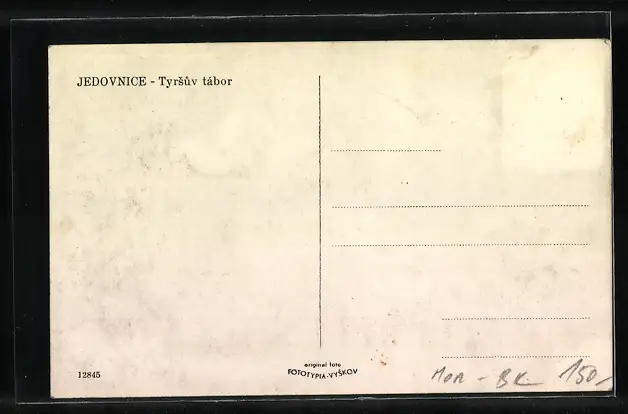 JEDOVNICE - Tyršův tábor
12845
original foto
FOTOTYPIA-VYŠKOV
MOR - BK 150,-